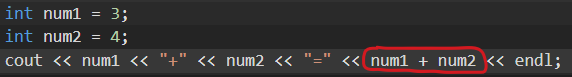 int num1 = 3;
int num2 = 4;
cout << num1 << "+" << num2 << "=" << num1 + num2 << endl;